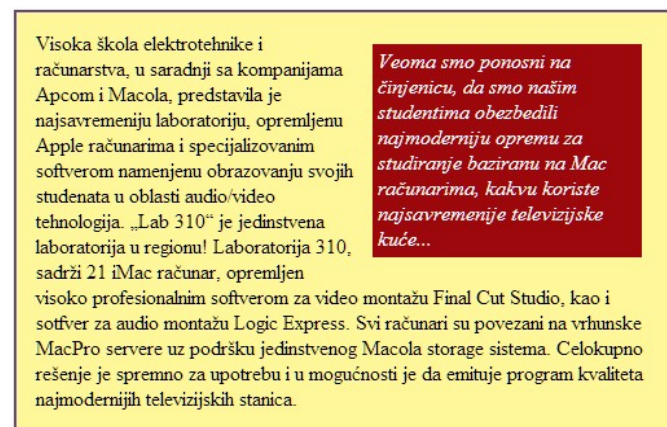 Visoka škola elektrotehnike i
računarstva, u saradnji sa kompanijama
Apcom i Macola, predstavila je
najsavremeniju laboratoriju, opremljenu
Apple računarima i specijalizovanim
softverom namenjenu obrazovanju svojih
studenata u oblasti audio/video
tehnologija. „Lab 310“ je jedinstvena
laboratorija u regionu! Laboratorija 310,
sadrži 21 iMac računar, opremljen
visoko profesionalnim softverom za video montažu Final Cut Studio, kao i
sotfver za audio montažu Logic Express. Svi računari su povezani na vrhunske
MacPro servere uz podršku jedinstvenog Macola storage sistema. Celokupno
rešenje je spremno za upotrebu i u mogućnosti je da emituje program kvaliteta
najmodernijih televizijskih stanica.
Veoma smo ponosni na
činjenicu, da smo našim
studentima obezbedili
najmoderniju opremu za
studiranje baziranu na Mac
računarima, kakvu koriste
najsavremenije televizijske
kuće...